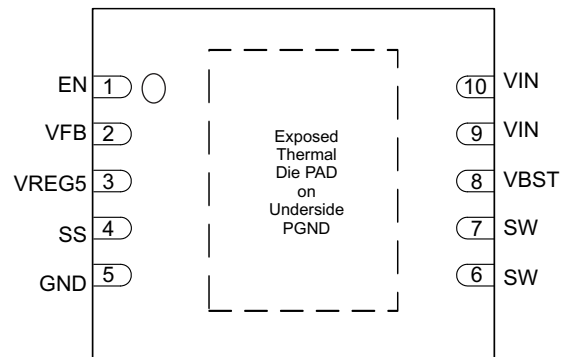 EN 1
VFB 2
VREG5 3
SS 4
GND 5
Exposed
Thermal
Die PAD
on
Underside
PGND
10 VIN
9 VIN
8 VBST
7 SW
6 SW